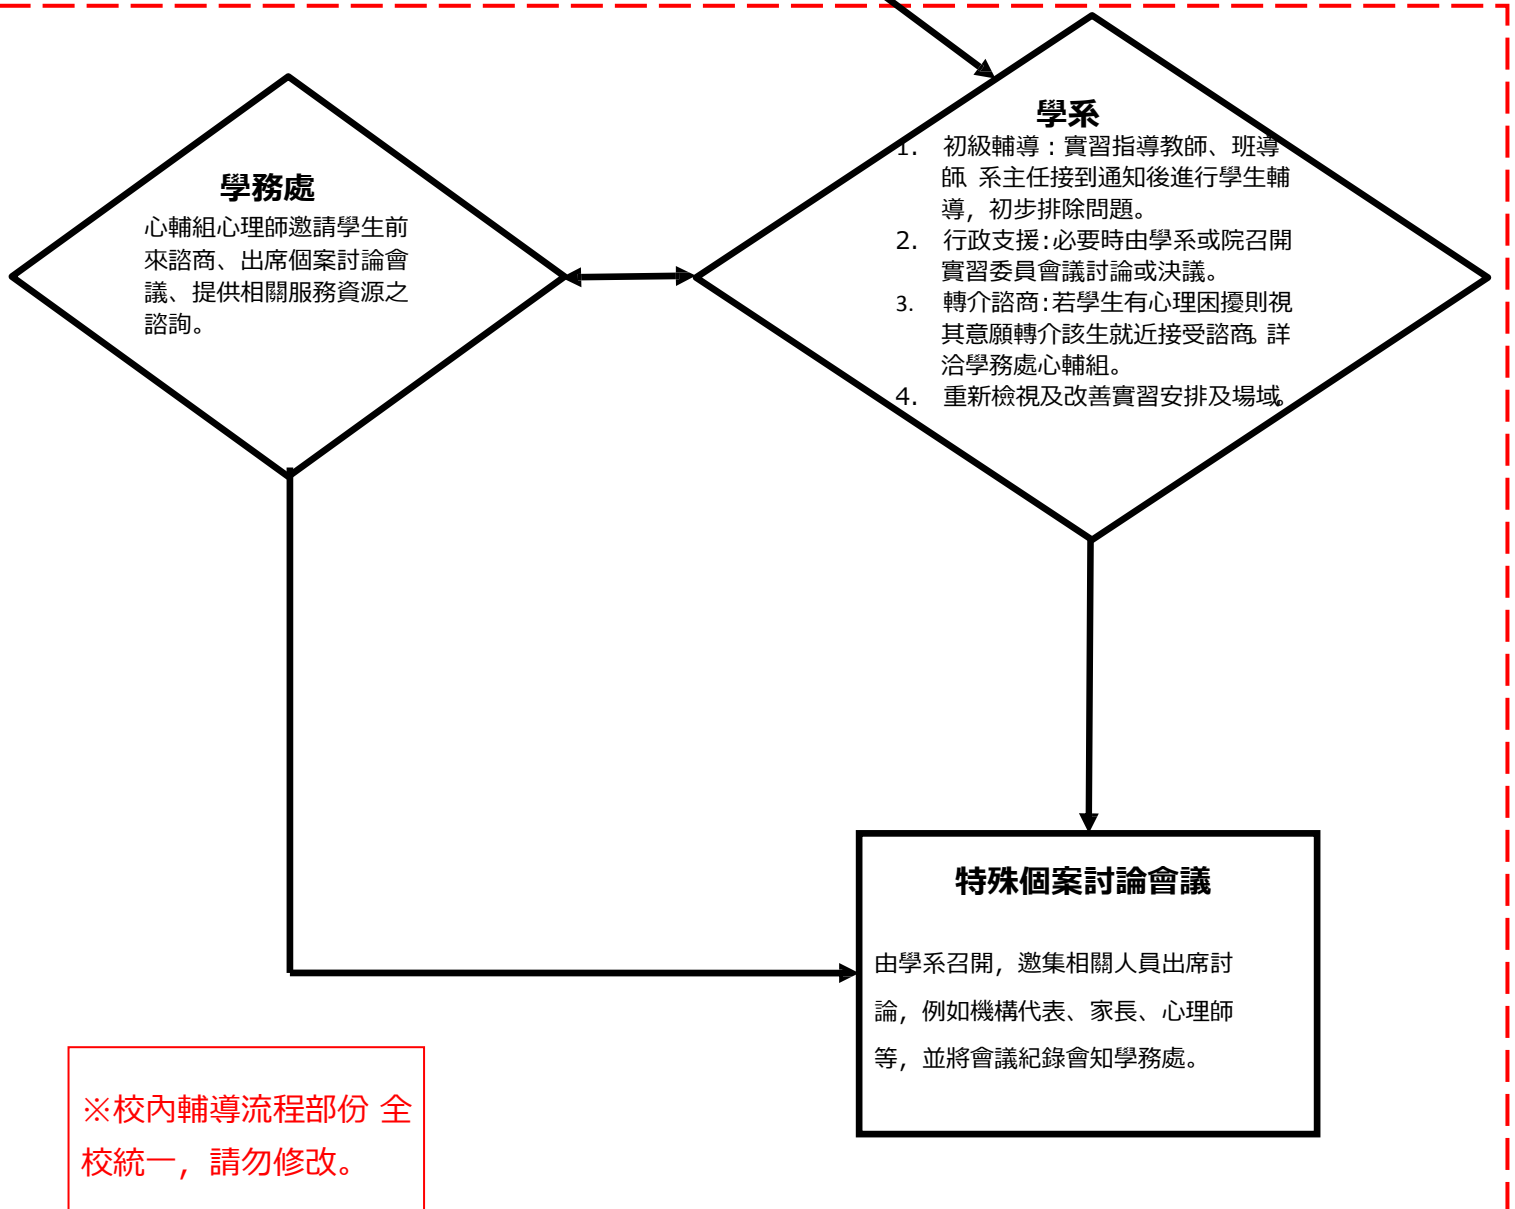 學務處
心輔組心理師邀請學生前
來諮商、出席個案討論會
議、提供相關服務資源之
諮詢。
學系
1. 初級輔導：實習指導教師、班導
師 系主任接到通知後進行學生輔
導，初步排除問題。
2. 行政支援：必要時由學系或院召開
實習委員會議討論或決議。
3. 轉介諮商：若學生有心理困擾則視
其意願轉介該生就近接受諮商。詳
洽學務處心輔組。
4. 重新檢視及改善實習安排及場域。
特殊個案討論會議
由學系召開，邀集相關人員出席討
論，例如機構代表、家長、心理師
等，並將會議紀錄會知學務處。
※校內輔導流程部份 全
校統一，請勿修改。